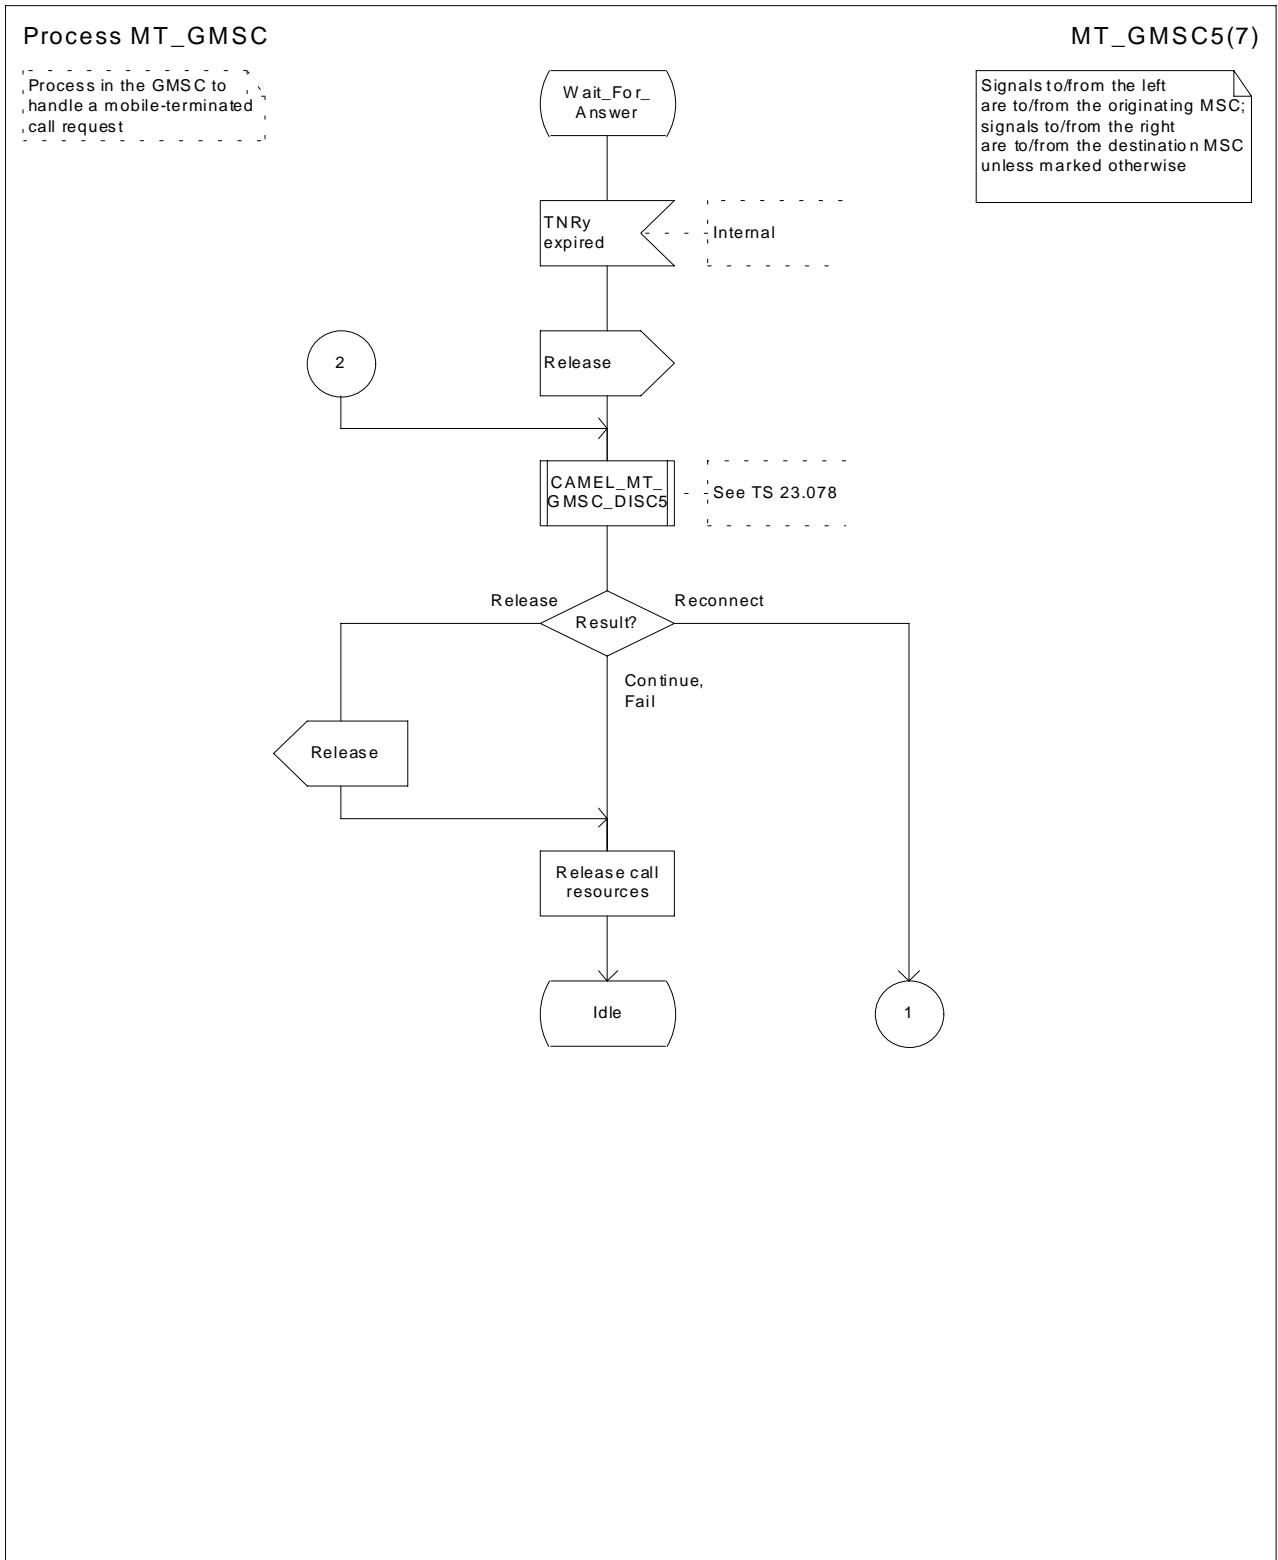 Process MT_GMSC
MT_GMSC5(7)
Process in the GMSC to
handle a mobile-terminated
call request
Signals to/from the left
are to/from the originating MSC;
signals to/from the right
are to/from the destination MSC
unless marked otherwise
Wait_For_
Answer
TNRy
expired
Internal
2
Release
CAMEL_MT_
GMSC_DISC5
See TS 23.078
Release
Result?
Reconnect
Continue,
Fail
Release
Release call
resources
Idle
1